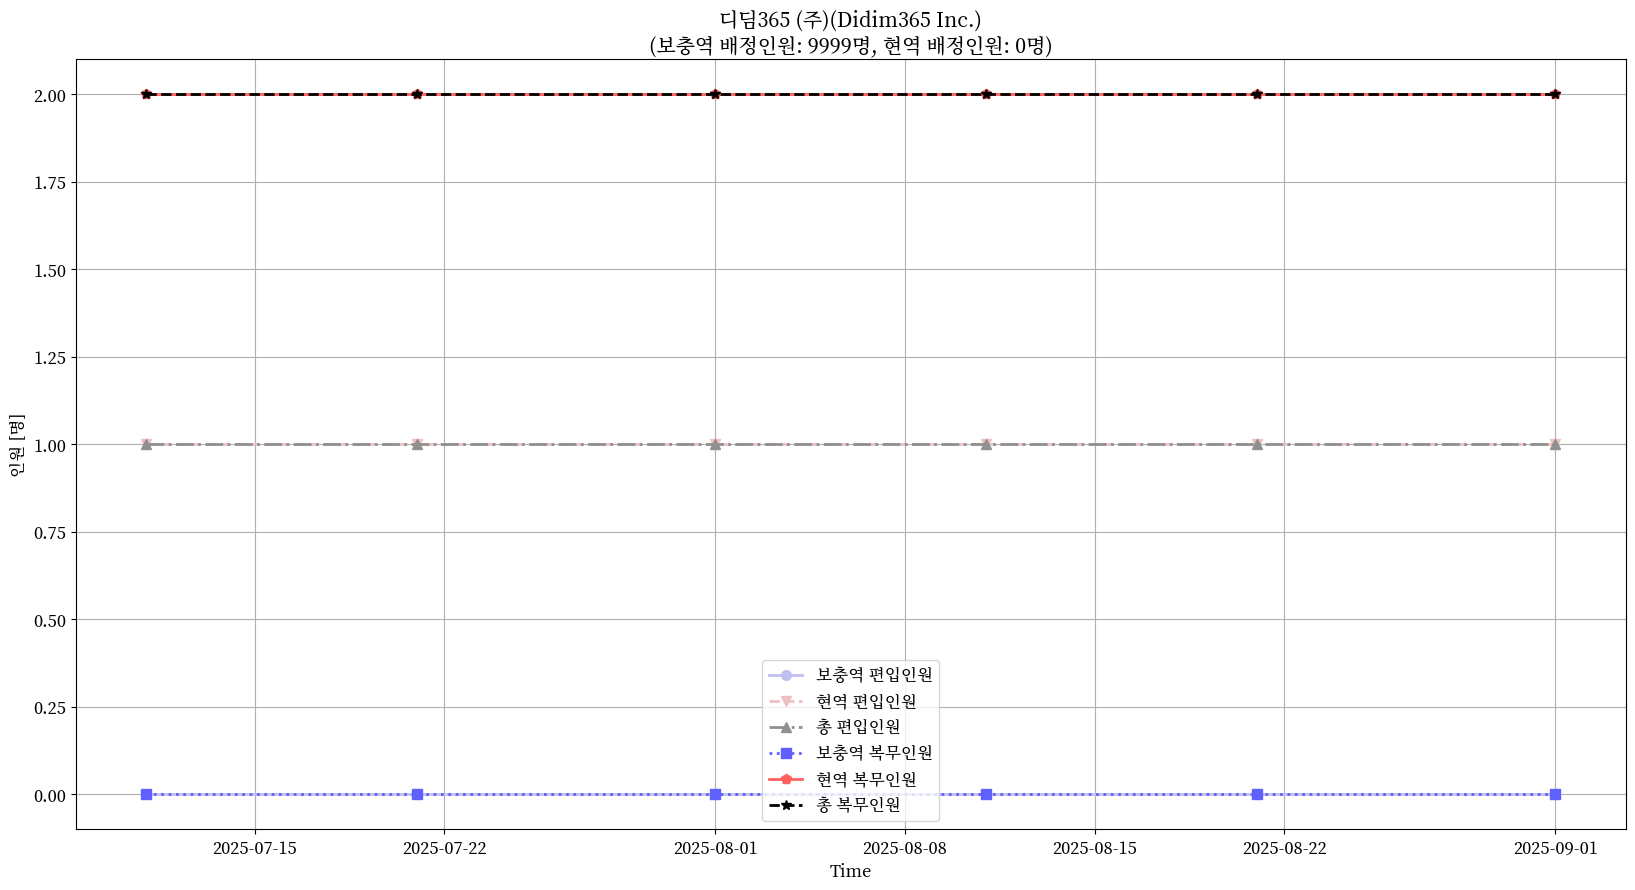 디딤365 (주)(Didim365 Inc.)
(보충역 배정인원: 9999명, 현역 배정인원: 0명)
인원 [명]
2.00
1.75
1.50
1.25
1.00
0.75
0.50
0.25
0.00
보충역 편입인원
현역 편입인원
총 편입인원
보충역 복무인원
현역 복무인원
총 복무인원
2025-07-15
2025-07-22
2025-08-01
2025-08-08
2025-08-15
2025-08-22
2025-09-01
Time